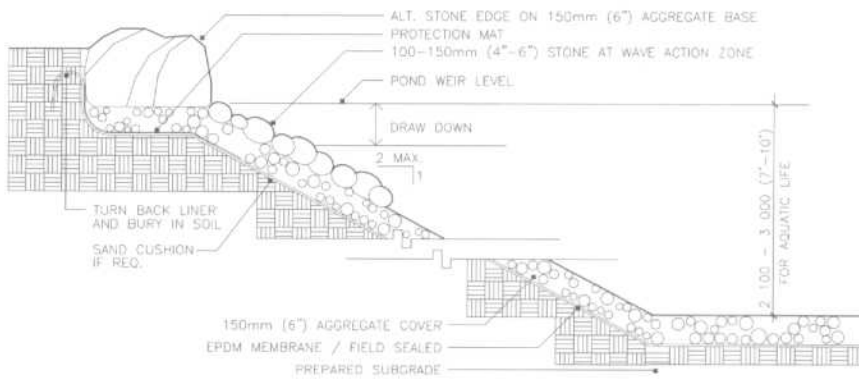 ALT. STONE EDGE ON 150mm (6") AGGREGATE BASE
PROTECTION MAT
100-150mm (4"-6") STONE AT WAVE ACTION ZONE
POND WEIR LEVEL
DRAW DOWN
2 MAX.
1
TURN BACK LINER
AND BURY IN SOIL
SAND CUSHION
IF REQ.
2 100 - 3 000 (7'-10')
FOR AQUATIC LIFE
150mm (6") AGGREGATE COVER
EPDM MEMBRANE / FIELD SEALED
PREPARED SUBGRADE